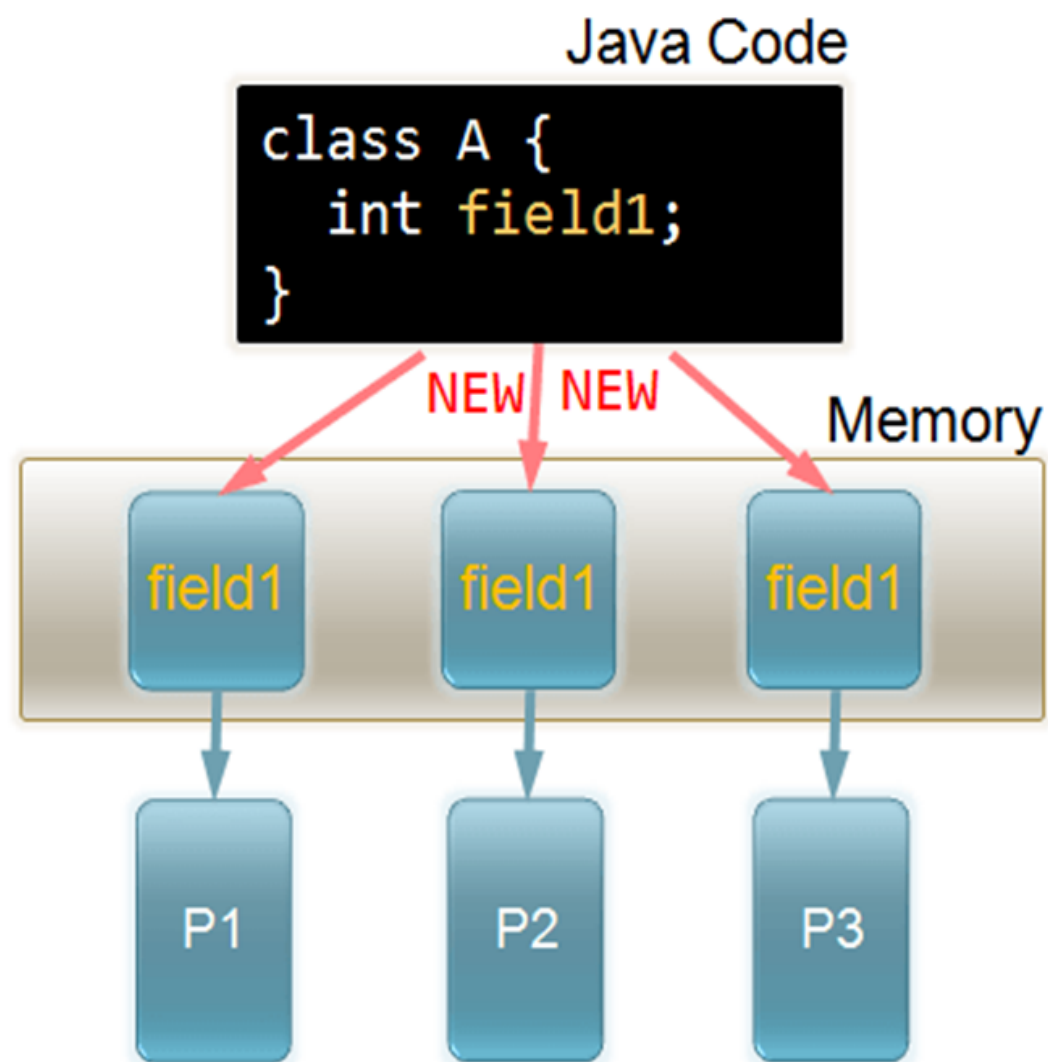 Java Code
class A {
  int field1;
}
NEW NEW
Memory
field1 field1 field1
P1 P2 P3